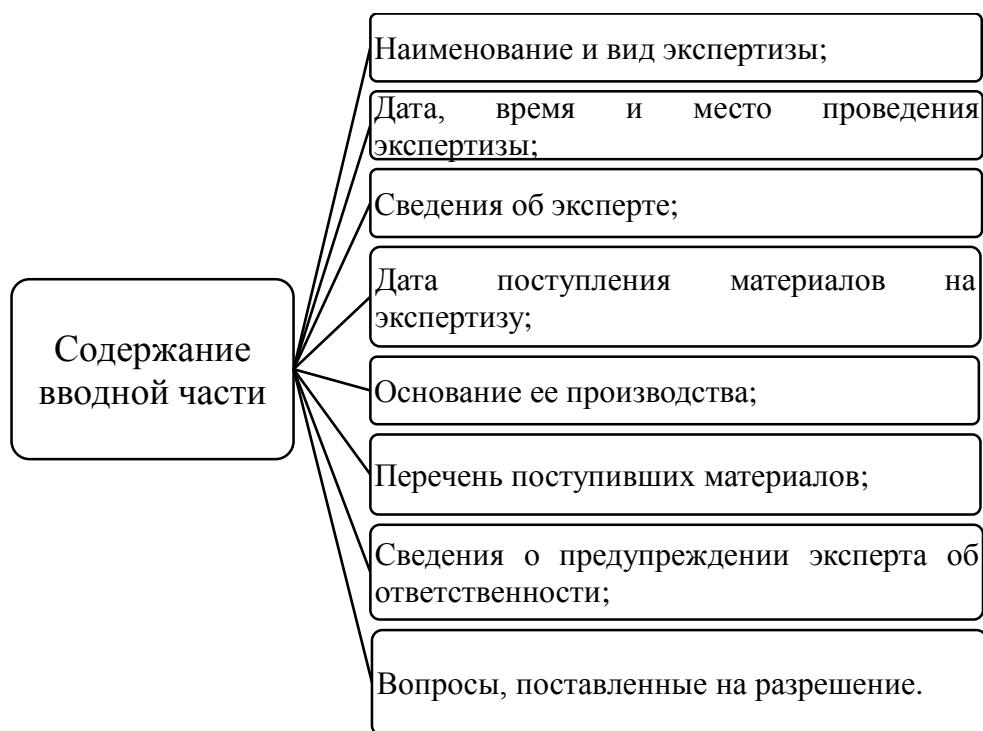 Наименование и вид экспертизы;
Дата, время и место проведения
экспертизы;
Сведения об эксперте;
Дата поступления материалов на
экспертизу;
Содержание
вводной части
Основание ее производства;
Перечень поступивших материалов;
Сведения о предупреждении эксперта об
ответственности;
Вопросы, поставленные на разрешение.